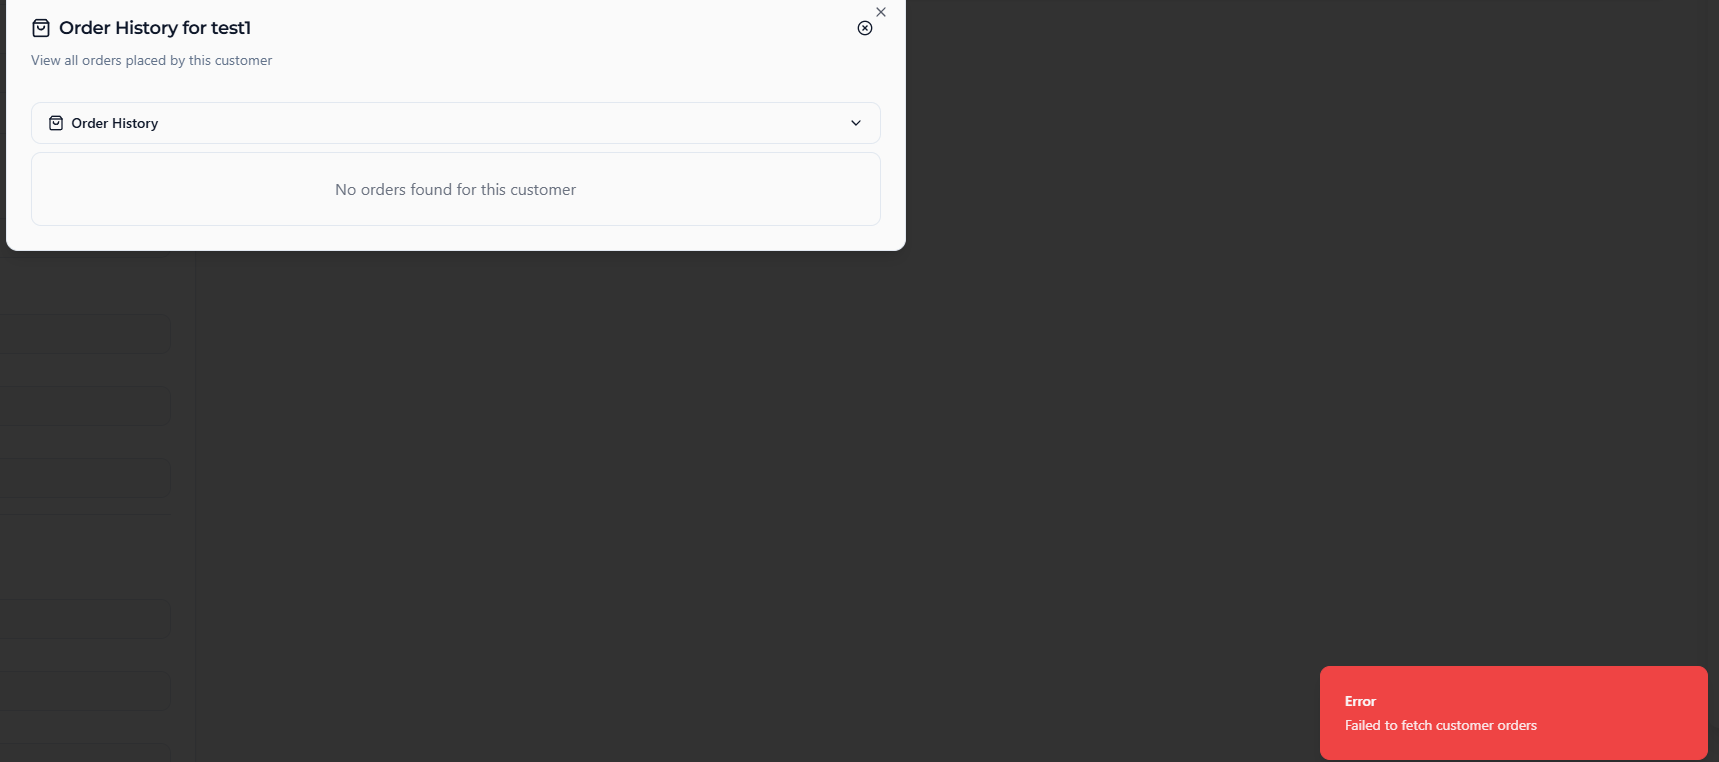 Order History for test1
View all orders placed by this customer
Order History
No orders found for this customer
Error
Failed to fetch customer orders